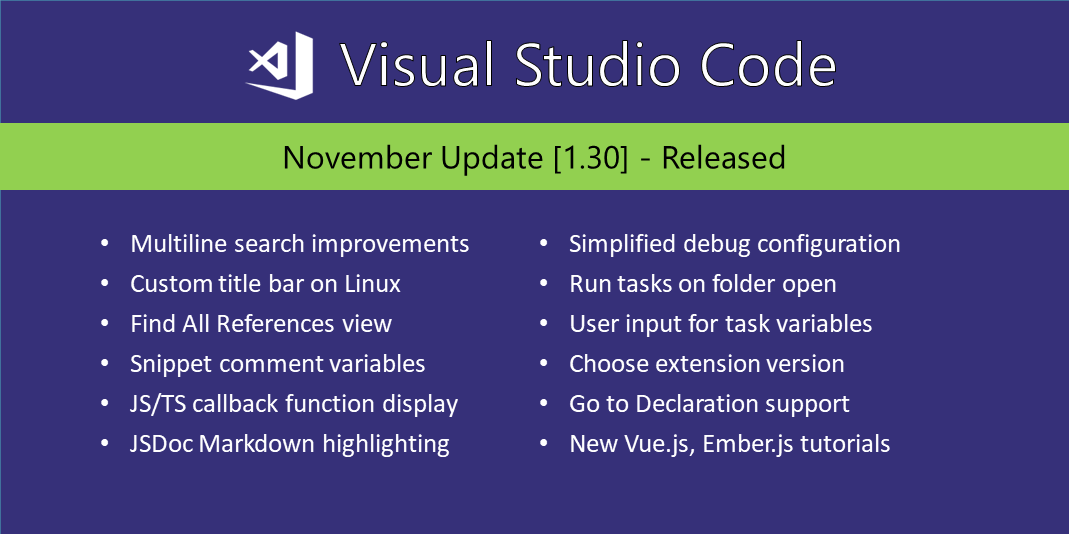 Visual Studio Code
November Update [1.30] - Released
• Multiline search improvements
• Custom title bar on Linux
• Find All References view
• Snippet comment variables
• JS/TS callback function display
• JSDoc Markdown highlighting
• Simplified debug configuration
• Run tasks on folder open
• User input for task variables
• Choose extension version
• Go to Declaration support
• New Vue.js, Ember.js tutorials